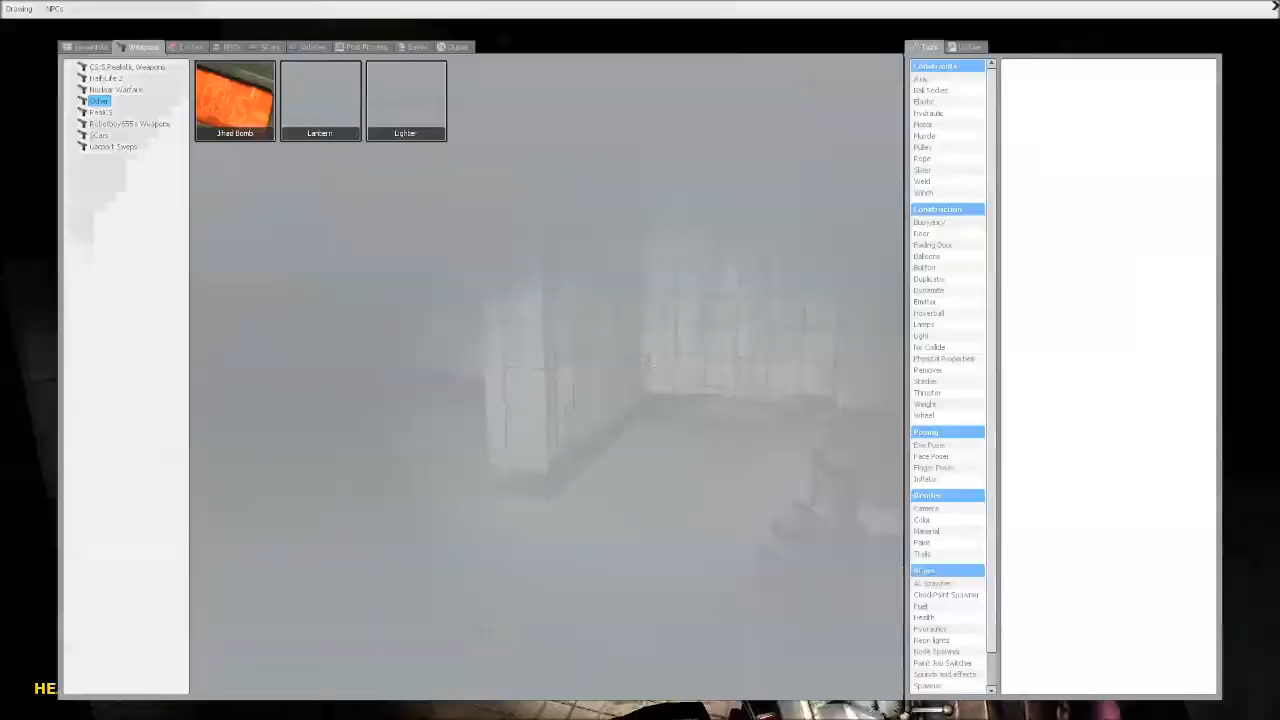 Drawing NPCs
Spawnlists Weapons Entities NPCs SCars Vehicles Post Process Saves Dupes
CS:S Realistic Weapons
Half-Life 2
Nuclear Warfare
Other
RealCS
Robotboy655's Weapons
SCars
Jihad Bomb
Lantern
Lighter
Tools Utilities
Constraints
Axis
Ball Socket
Elastic
Hydraulic
Motor
Muscle
Pulley
Rope
Slider
Weld
Winch
Construction
Buoyancy
Door
Fading Door
Balloons
Button
Duplicator
Dynamite
Emitter
Hoverball
Lamps
Light
No Collide
Physical Properties
Remover
Stacker
Thruster
Weight
Wheel
Posing
Eye Poser
Face Poser
Finger Poser
Inflator
Render
Camera
Color
Material
Paint
Trails
SCars
AI Spawner
CheckPoint Spawner
Fuel
Health
Hydraulics
Neon lights
Node Spawner
Paint Job Switcher
Sounds and effects
Spawner
HE